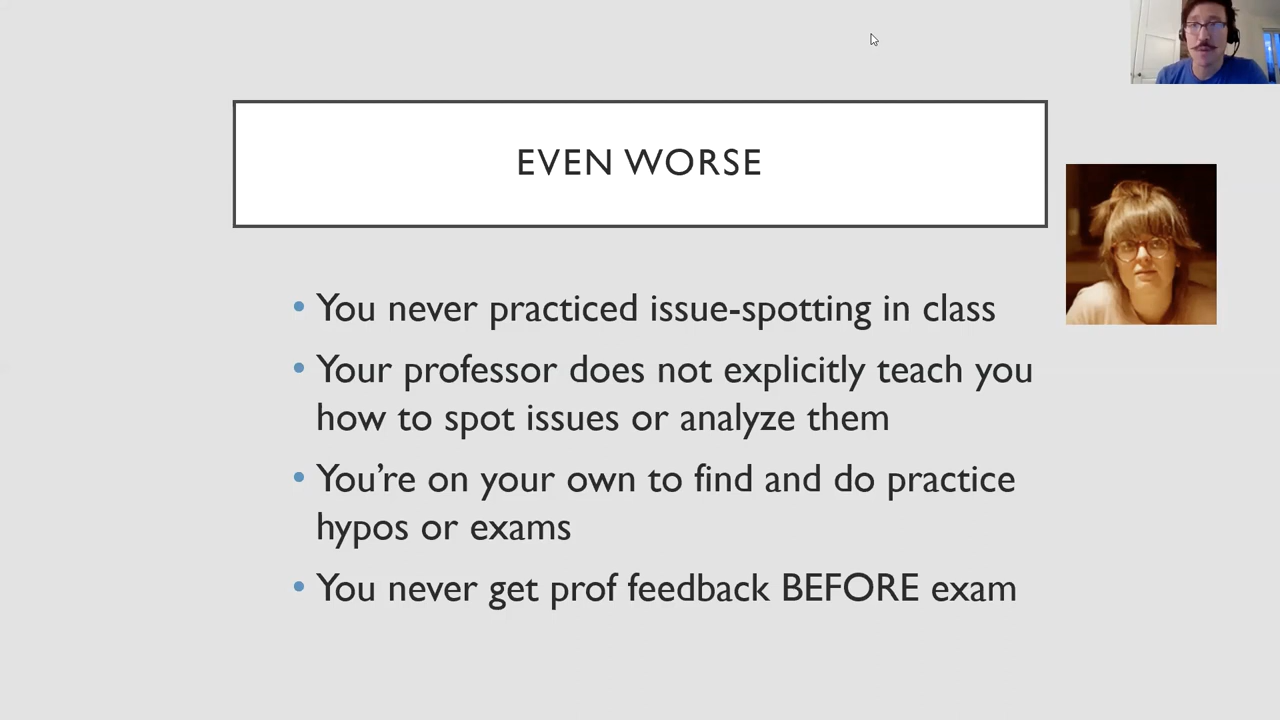 EVEN WORSE
• You never practiced issue-spotting in class
• Your professor does not explicitly teach you
how to spot issues or analyze them
• You’re on your own to find and do practice
hypos or exams
• You never get prof feedback BEFORE exam